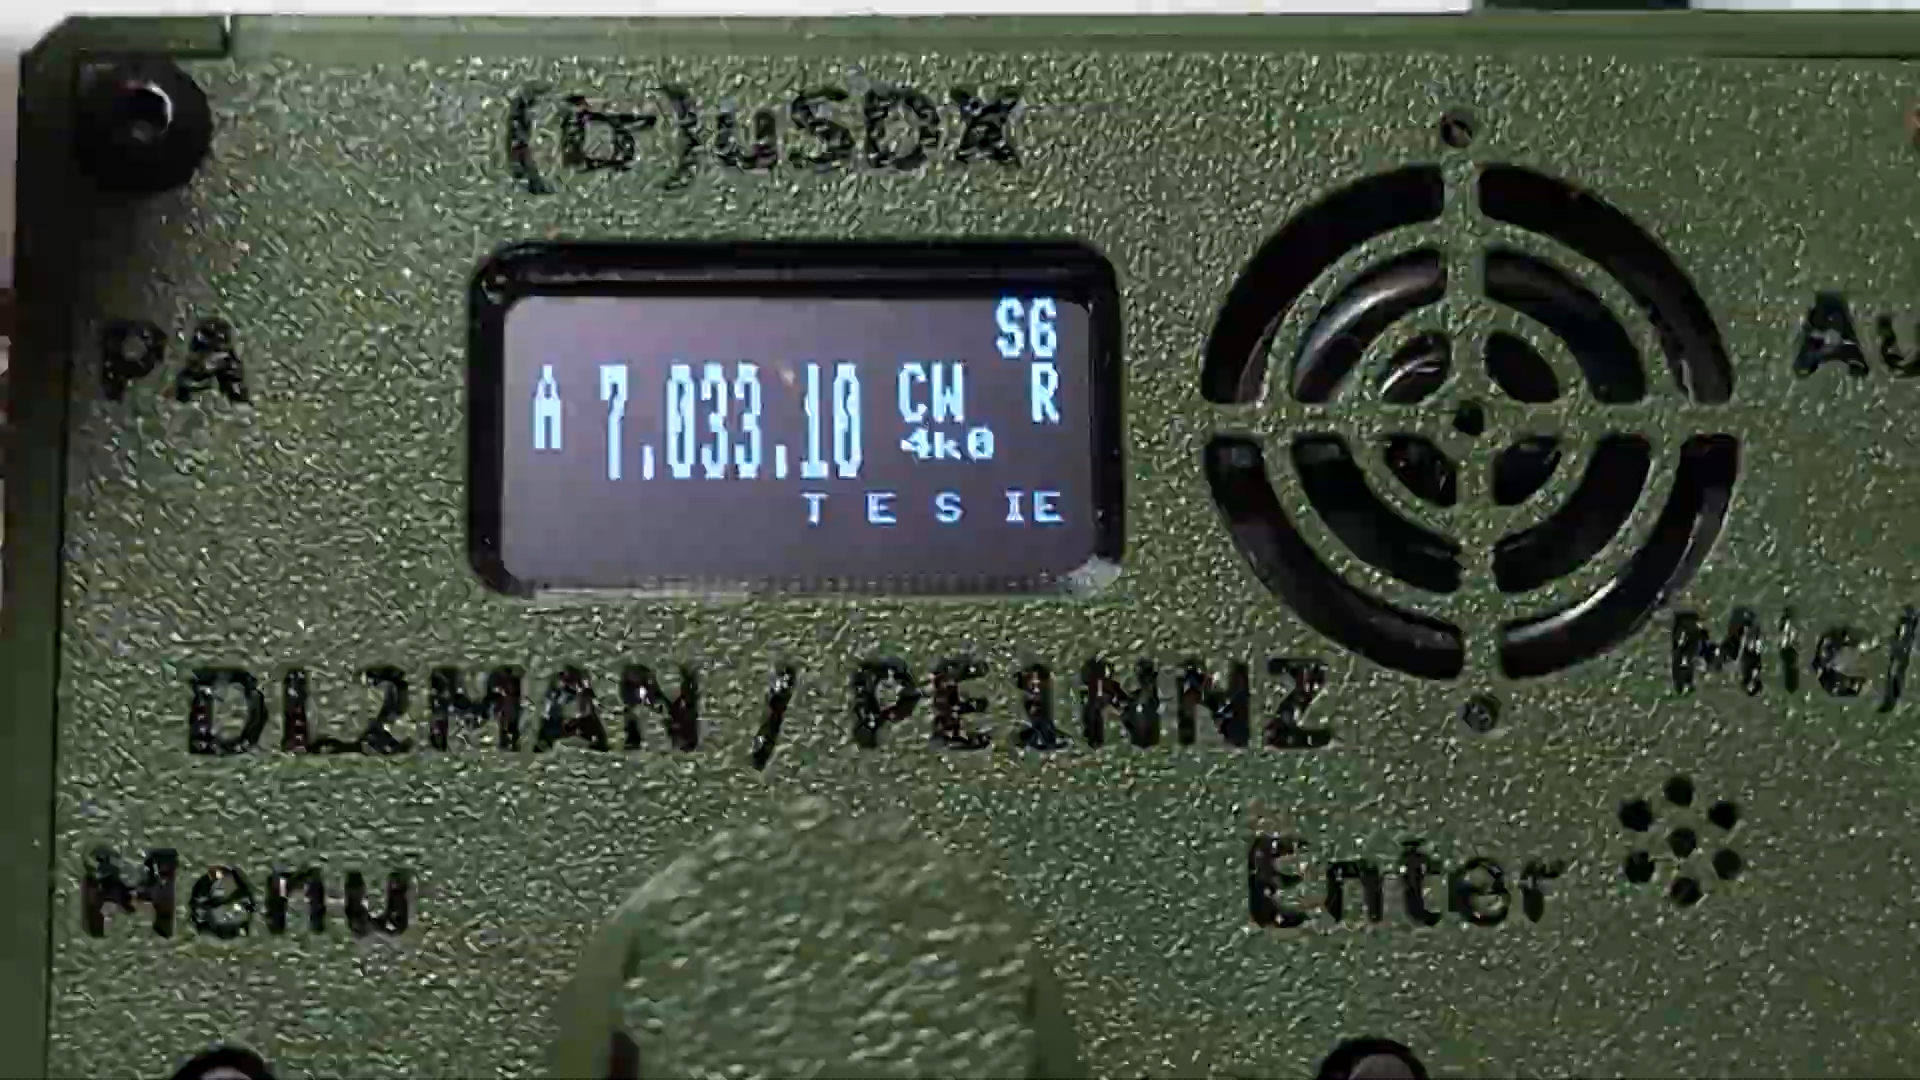 (tr)uSDX
S6
A 7.033.10 CW R
4k0
T E S IE
PA
DL2MAN / PE1NNZ
Mic/
Menu
Enter